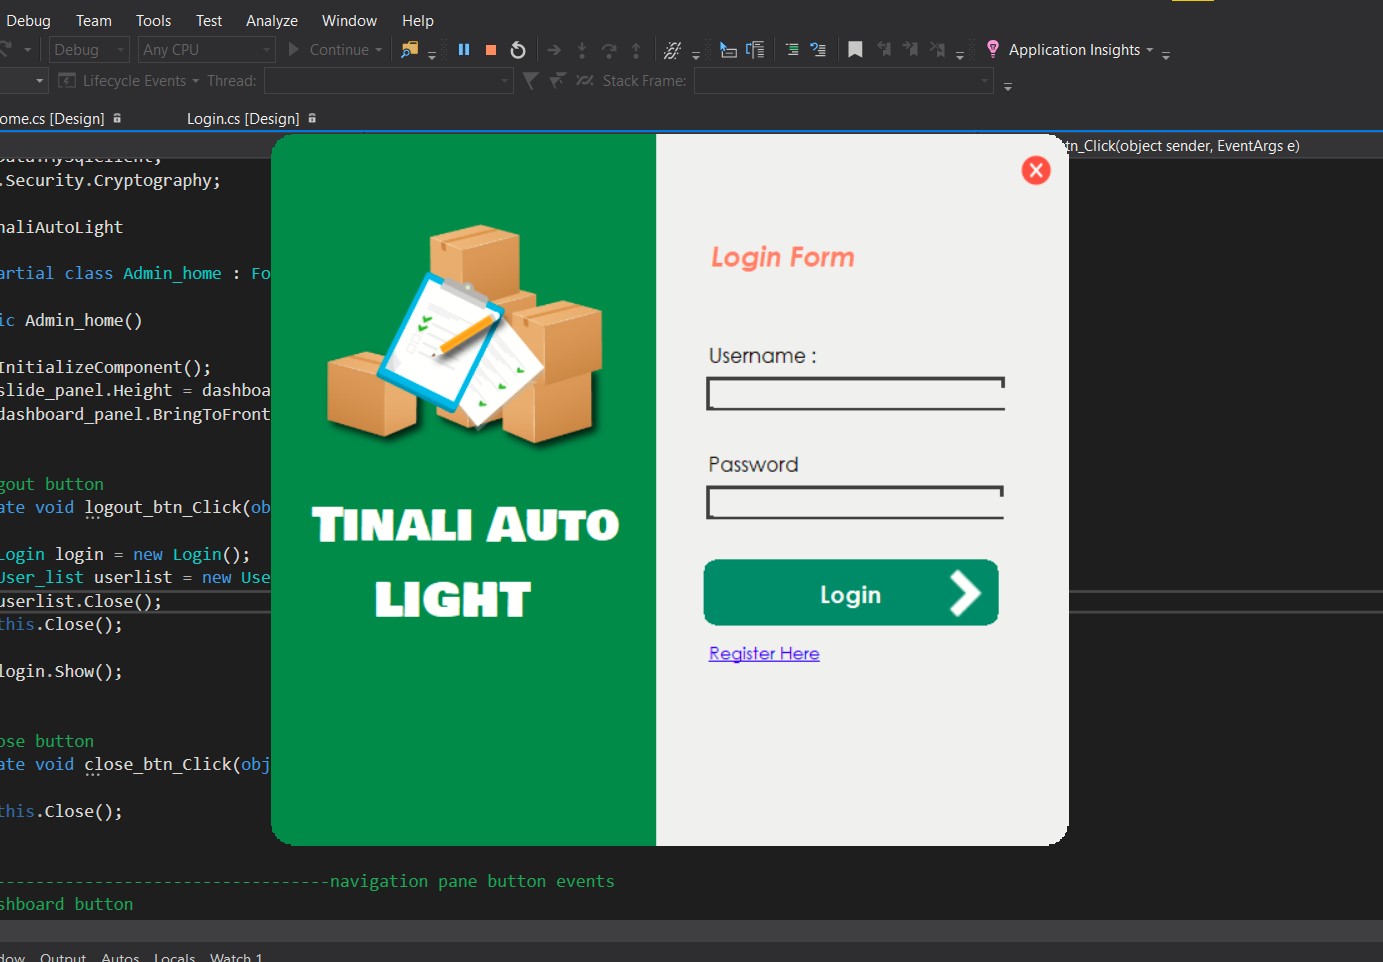 Debug Team Tools Test Analyze Window Help
Debug Any CPU Continue Application Insights
Lifecycle Events Thread: Stack Frame:
ome.cs [Design] Login.cs [Design]
tn_Click(object sender, EventArgs e)
.Security.Cryptography;
naliAutoLight
artial class Admin_home : Fo
ic Admin_home()
InitializeComponent();
slide_panel.Height = dashboa
dashboard_panel.BringToFront
gout button
ate void logout_btn_Click(ob
Login login = new Login();
User_list userlist = new Use
userlist.Close();
this.Close();
login.Show();
ose button
ate void close_btn_Click(obj
this.Close();
---------------------------------navigation pane button events
shboard button
Output Autos Locals Watch 1
TINALI AUTO
LIGHT
Login Form
Username :
Password
Login
Register Here